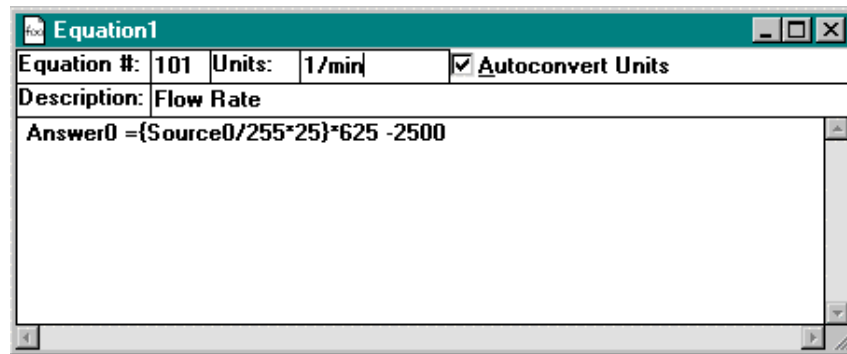 Equation1
Equation #: 101 Units: 1/min Autoconvert Units
Description: Flow Rate
Answer0 ={Source0/255*25}*625 -2500